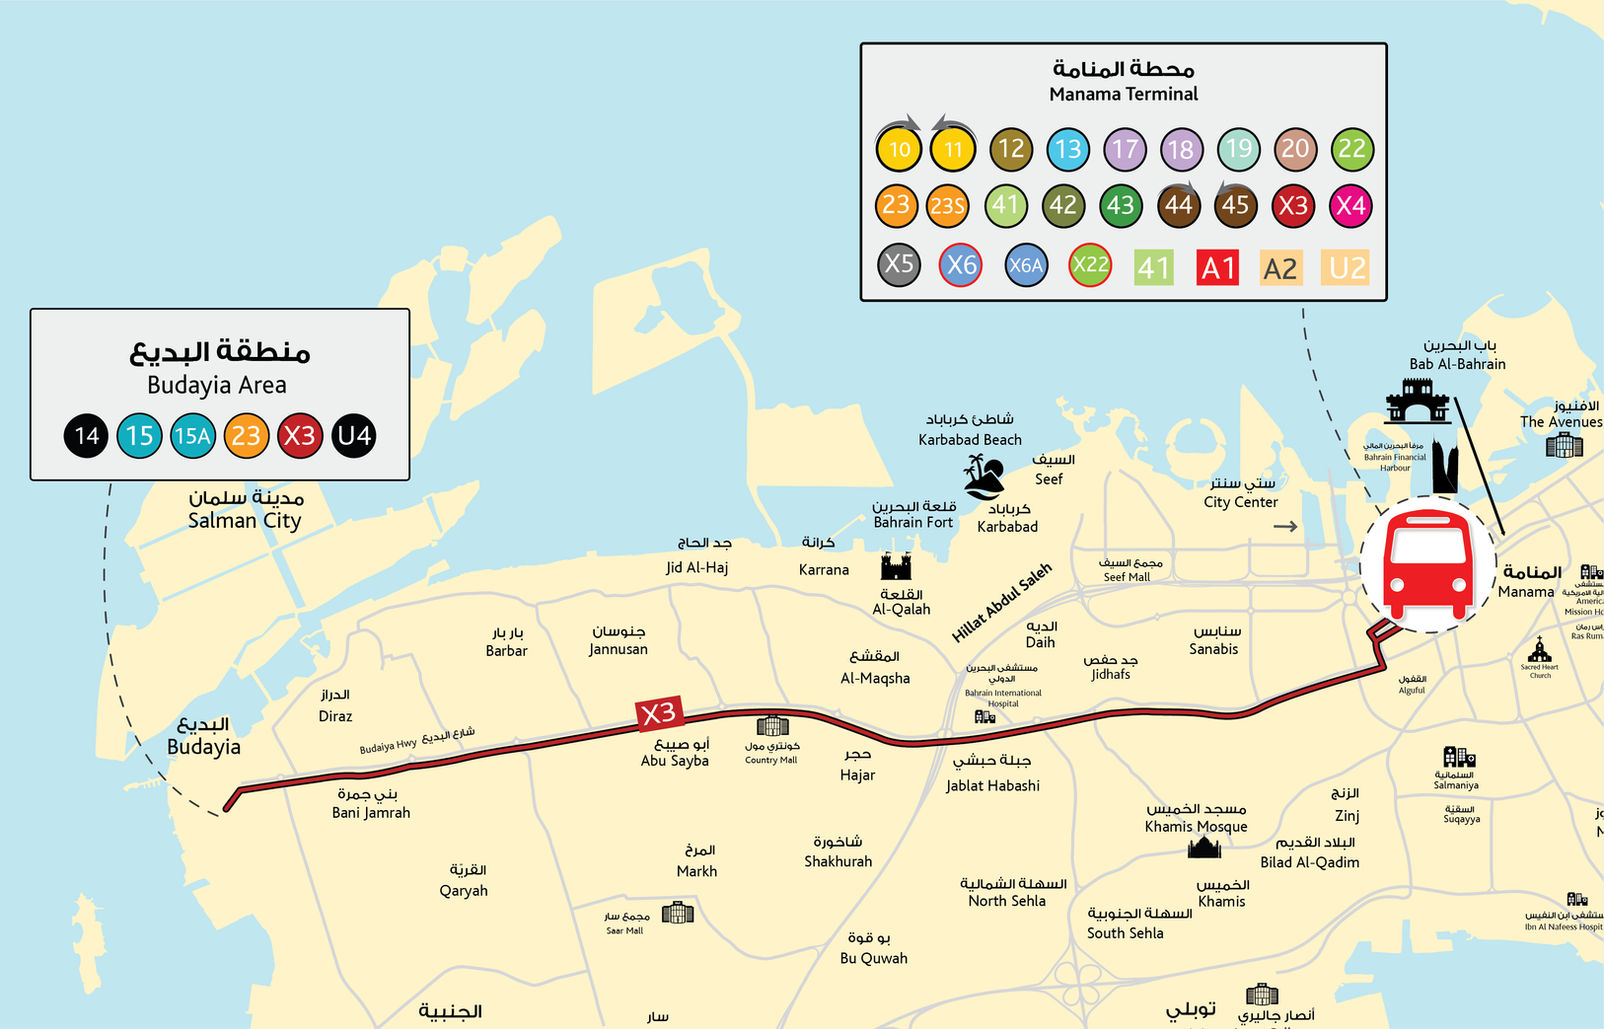 محطة المنامة
Manama Terminal
10 11 12 13 17 18 19 20 22
23 23S 41 42 43 44 45 X3 X4
X5 X6 X6A X22 41 A1 A2 U2
منطقة البديع
Budayia Area
14 15 15A 23 X3 U4
مدينة سلمان
Salman City
باب البحرين
Bab Al-Bahrain
الافنيوز
The Avenues
مرفأ البحرين المالي
Bahrain Financial
Harbour
شاطئ كرباباد
Karbabad Beach
السيف
Seef
ستي سنتر
City Center
قلعة البحرين
Bahrain Fort
كرباباد
Karbabad
جد الحاج
Jid Al-Haj
كرانة
Karrana
مجمع السيف
Seef Mall
المنامة
Manama
القلعة
Al-Qalah
Hillat Abdul Saleh
بار بار
Barbar
جنوسان
Jannusan
الديه
Daih
سنابس
Sanabis
المقشع
Al-Maqsha
جد حفص
Jidhafs
مستشفى البحرين
الدولي
Bahrain International
Hospital
Sacred Heart
Church
القفول
Alguful
الدراز
Diraz
X3
البديع
Budayia
Budaiya Hwy شارع البديع
أبو صيبع
Abu Sayba
كونتري مول
Country Mall
حجر
Hajar
جبلة حبشي
Jablat Habashi
السلمانية
Salmaniya
بني جمرة
Bani Jamrah
الزنج
Zinj
السقيّة
Suqayya
مسجد الخميس
Khamis Mosque
البلاد القديم
Bilad Al-Qadim
شاخورة
Shakhurah
المرخ
Markh
القريّة
Qaryah
السهلة الشمالية
North Sehla
الخميس
Khamis
مجمع سار
Saar Mall
السهلة الجنوبية
South Sehla
بو قوة
Bu Quwah
مستشفى ابن النفيس
Ibn Al Nafeess Hospit
الجنبية
سار
توبلي
أنصار جاليري